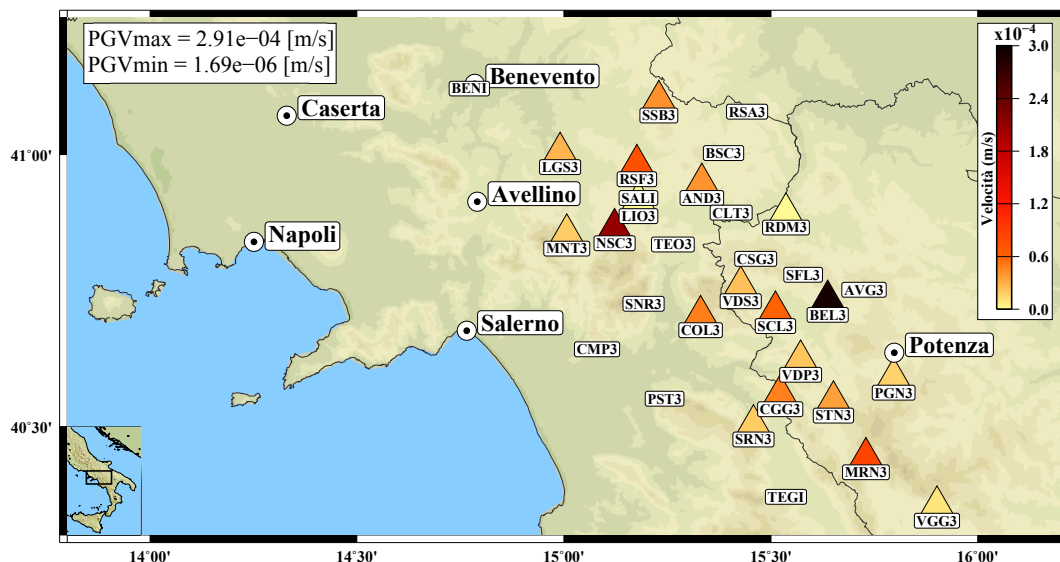 PGVmax = 2.91e−04 [m/s]
PGVmin = 1.69e−06 [m/s]
x10⁻⁴
3.0
2.4
1.8
1.2
0.6
0.0
Velocità (m/s)
Benevento
BENI
Caserta
SSB3
RSA3
41°00'
LGS3
RSF3
BSC3
Avellino
SALI
AND3
LIO3
CLT3
RDM3
Napoli
MNT3
NSC3
TEO3
CSG3
SFL3
AVG3
SNR3
VDS3
BEL3
Salerno
COL3
SCL3
CMP3
Potenza
VDP3
PGN3
PST3
CGG3
STN3
40°30'
SRN3
MRN3
TEGI
VGG3
14°00'
14°30'
15°00'
15°30'
16°00'